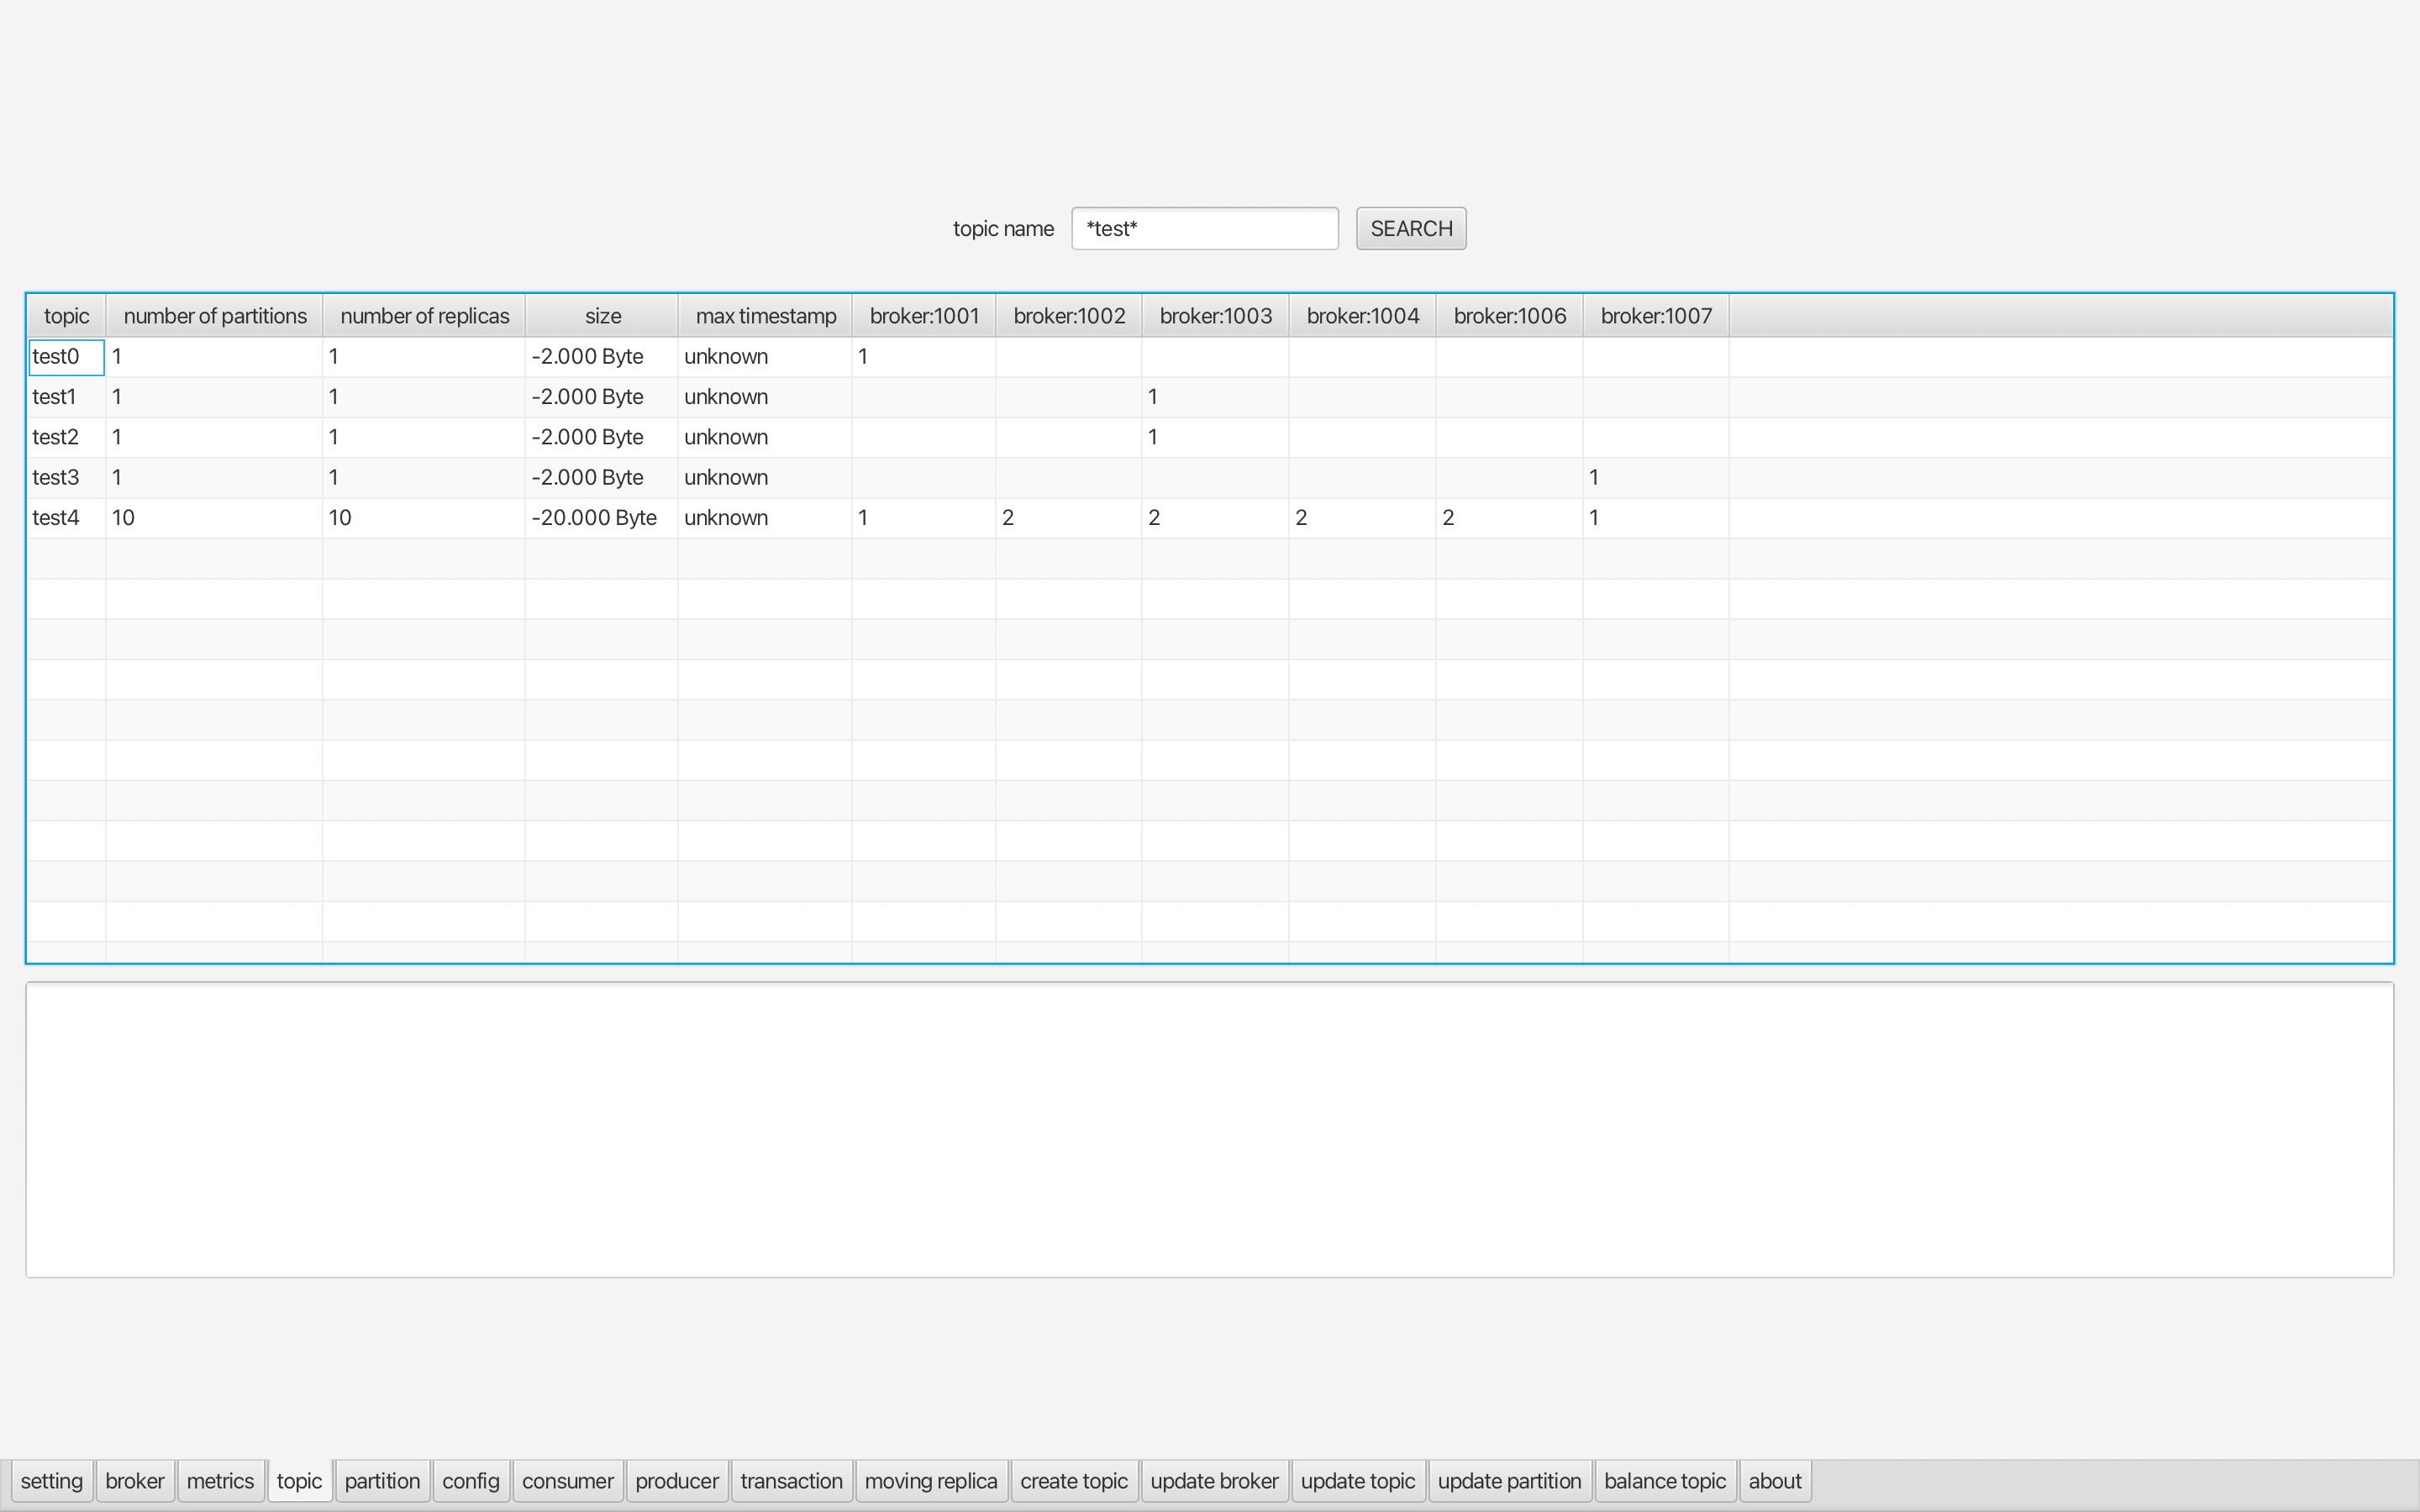 topic name *test* SEARCH
topic number of partitions number of replicas size max timestamp broker:1001 broker:1002 broker:1003 broker:1004 broker:1006 broker:1007
test0 1 1 -2.000 Byte unknown 1
test1 1 1 -2.000 Byte unknown 1
test2 1 1 -2.000 Byte unknown 1
test3 1 1 -2.000 Byte unknown 1
test4 10 10 -20.000 Byte unknown 1 2 2 2 2 1
setting broker metrics topic partition config consumer producer transaction moving replica create topic update broker update topic update partition balance topic about